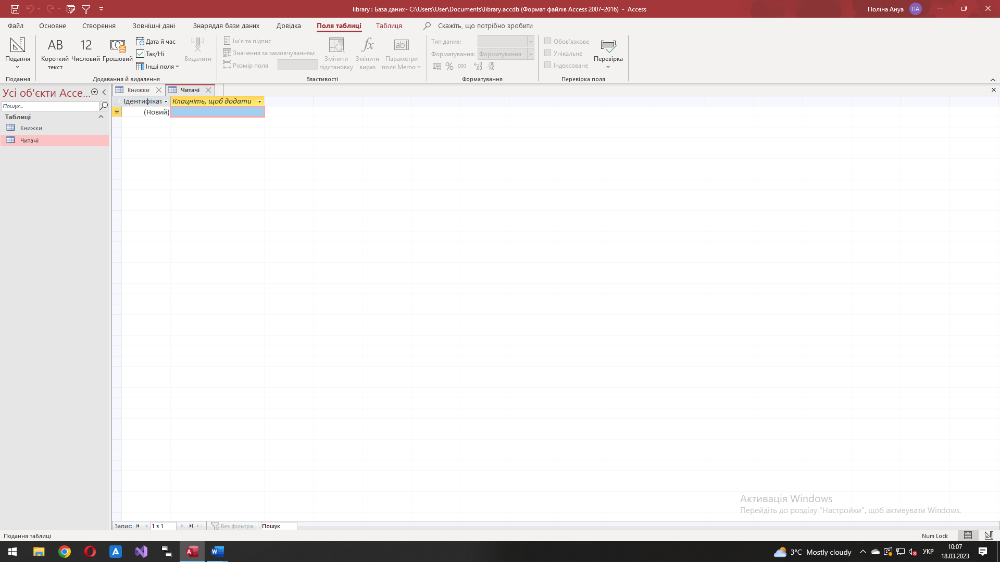 library : База даних- C:\Users\User\Documents\library.accdb (Формат файлів Access 2007–2016) - Access
Поліна Ануа
ПА
Файл
Основне
Створення
Зовнішні дані
Знаряддя бази даних
Довідка
Поля таблиці
Таблиця
Скажіть, що потрібно зробити
Подання
Подання
AB
Короткий
текст
12
Числовий
Грошовий
Дата й час
Так/Ні
Інші поля
Видалити
Додавання й видалення
Ім'я та підпис
Значення за замовчуванням
Розмір поля
Змінити
підстановку
fx
Змінити
вираз
ab
Параметри
поля Memo
Властивості
Тип даних:
Форматування:
Форматування
%
000
Форматування
Обов'язкове
Унікальне
Індексоване
Перевірка
Перевірка поля
Усі об'єкти Acce...
Пошук...
Таблиці
Книжки
Читачі
Книжки
Читачі
Ідентифікат
Клацніть, щоб додати
(Новий)
Активація Windows
Перейдіть до розділу "Настройки", щоб активувати Windows.
Запис:
1 з 1
Без фільтра
Пошук
Подання таблиці
Num Lock
3°C Mostly cloudy
УКР
10:07
18.03.2023